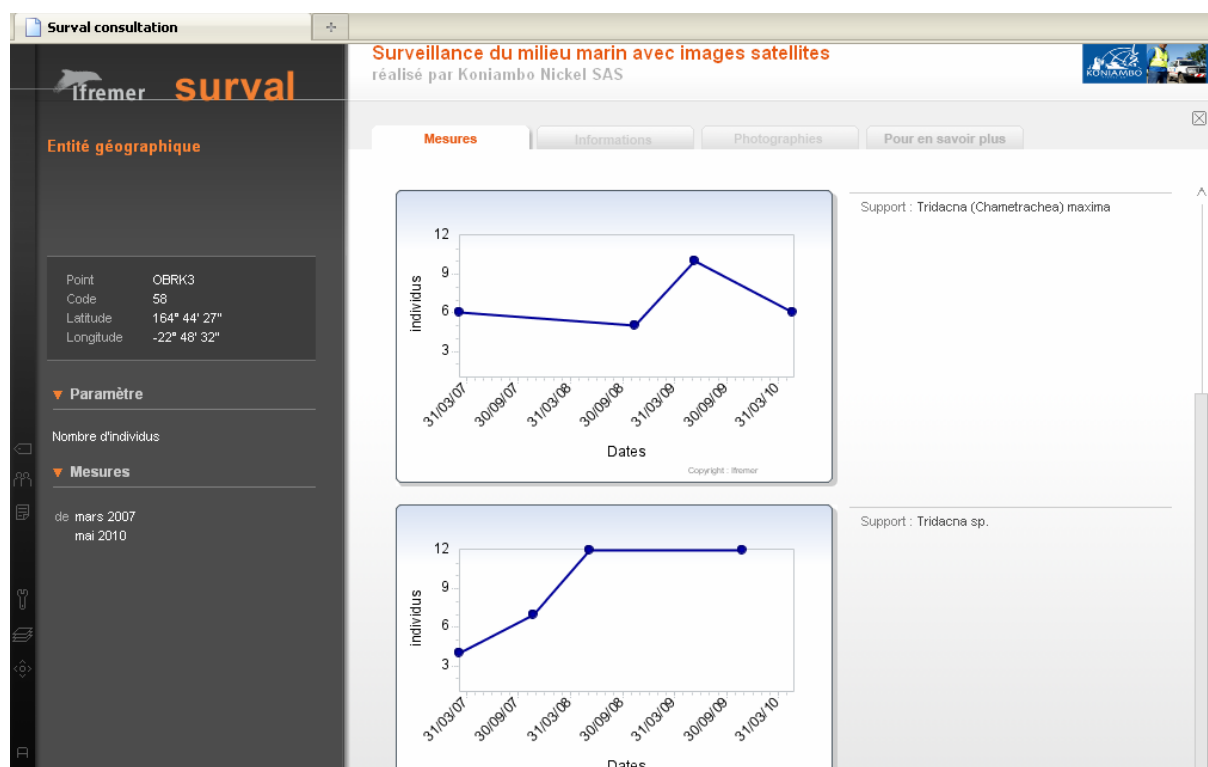 Surval consultation
Ifremer surval
Surveillance du milieu marin avec images satellites
réalisé par Koniambo Nickel SAS
KONIAMBO
Entité géographique
Mesures Informations Photographies Pour en savoir plus
Point OBRK3
Code 58
Latitude 164° 44' 27"
Longitude -22° 48' 32"
Paramètre
Nombre d'individus
Mesures
de mars 2007
mai 2010
12
9
6
3
individus
31/03/07 30/09/07 31/03/08 30/09/08 31/03/09 30/09/09 31/03/10
Dates
Copyright : Ifremer
Support : Tridacna (Chametrachea) maxima
12
9
6
3
individus
31/03/07 30/09/07 31/03/08 30/09/08 31/03/09 30/09/09 31/03/10
Dates
Support : Tridacna sp.